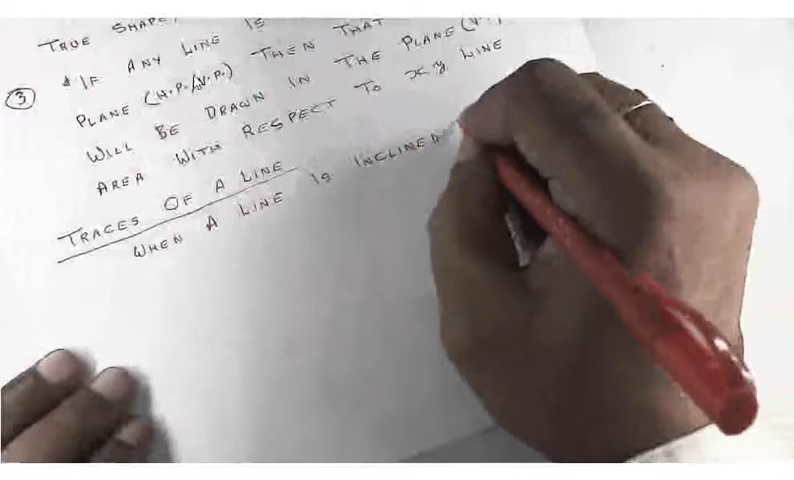 TRUE SHAPE,
③ * IF ANY LINE IS
PLANE (H.P./V.P.) THEN THAT
WILL BE DRAWN IN THE PLANE (V.P.)
AREA WITH RESPECT TO XY LINE
TRACES OF A LINE
WHEN A LINE IS INCLINED